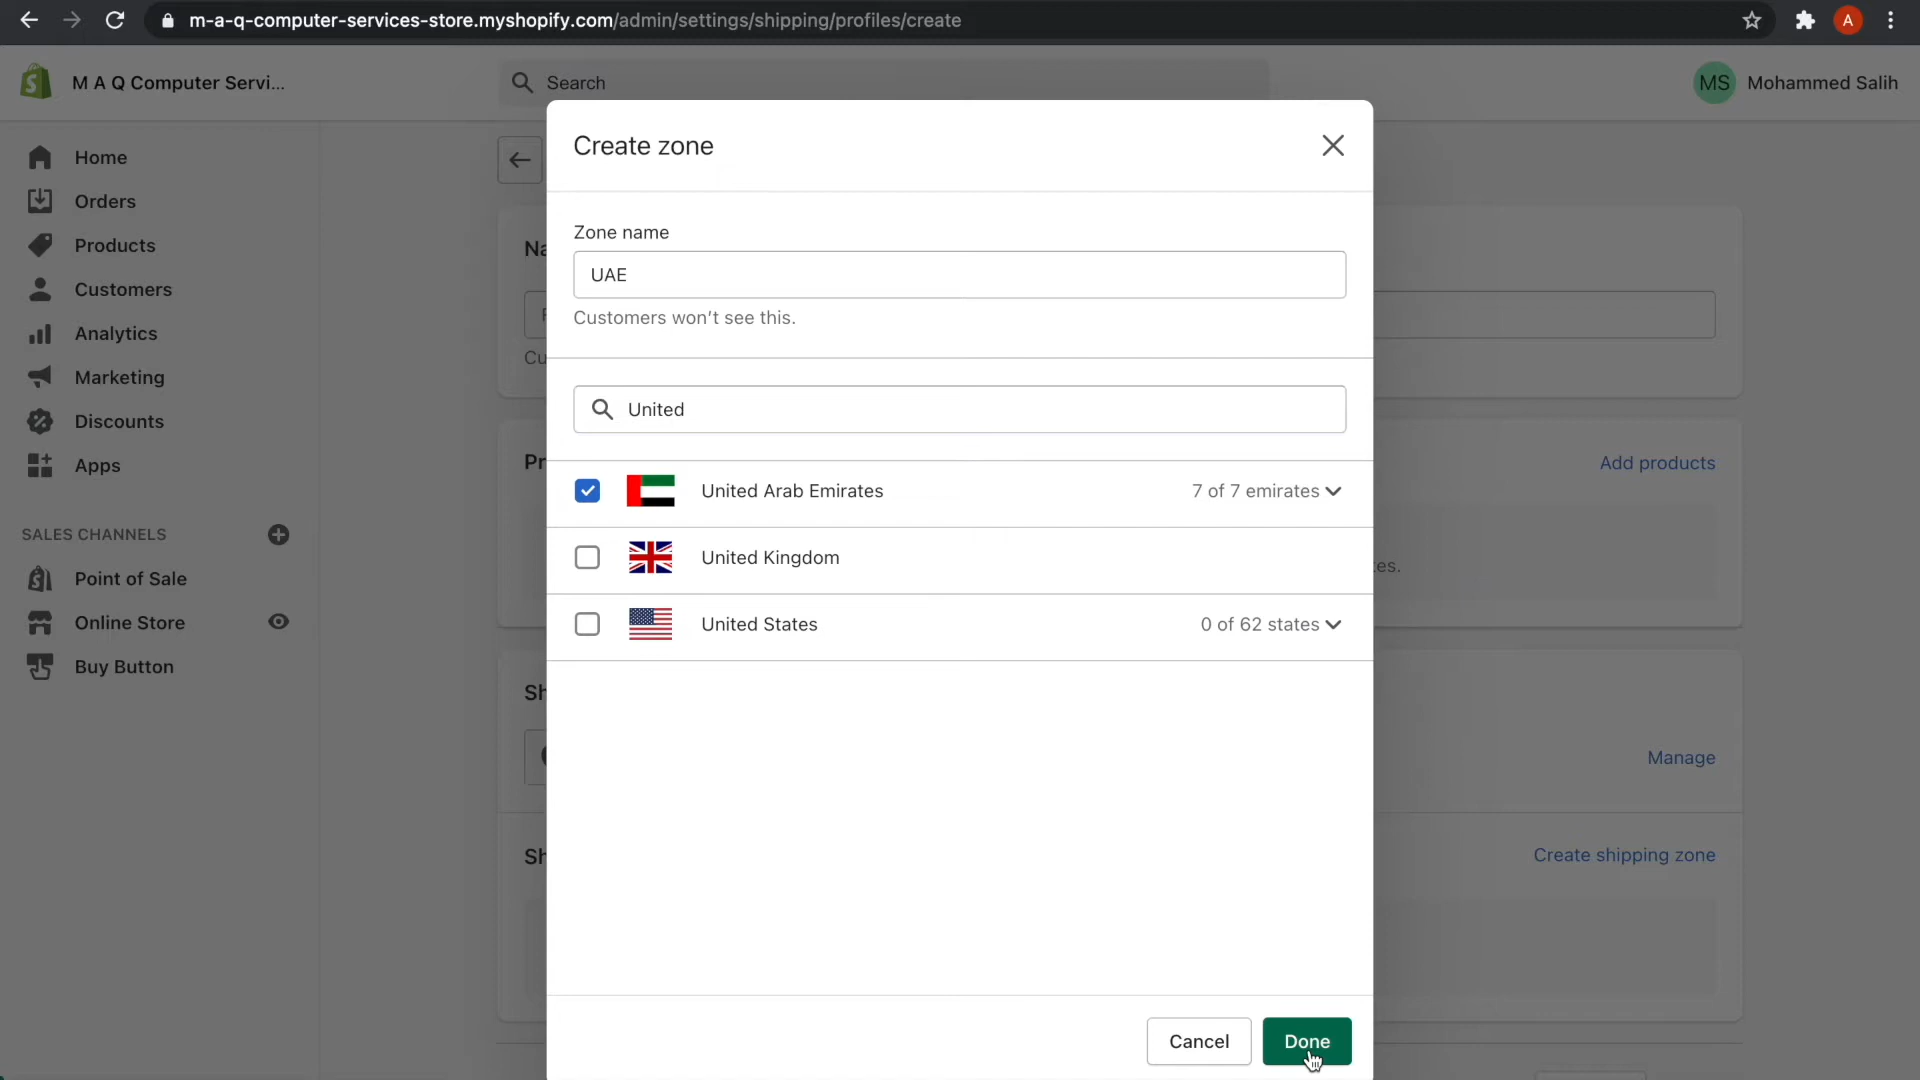 m-a-q-computer-services-store.myshopify.com/admin/settings/shipping/profiles/create
A
M A Q Computer Servi...
Search
MS Mohammed Salih
Home
Orders
Products
Customers
Analytics
Marketing
Discounts
Apps
SALES CHANNELS
Point of Sale
Online Store
Buy Button
Create zone
Zone name
UAE
Customers won't see this.
United
United Arab Emirates 7 of 7 emirates
United Kingdom
United States 0 of 62 states
Cancel Done
Add products
Manage
Create shipping zone